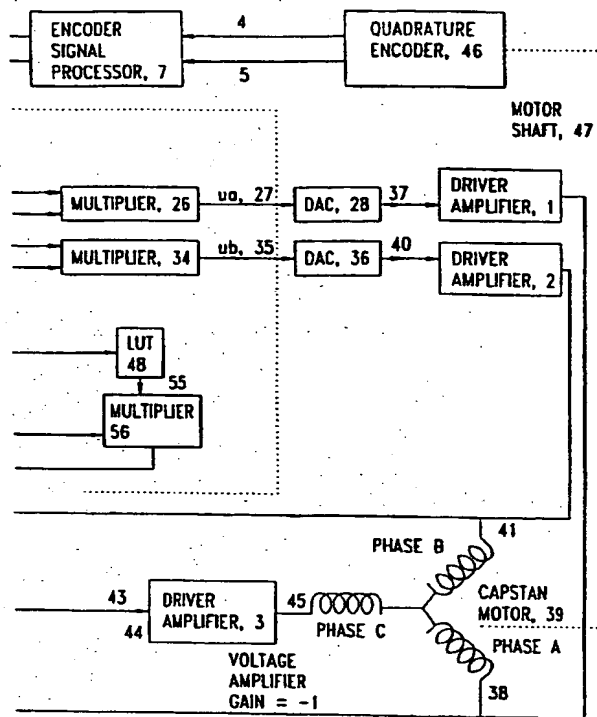 ENCODER
SIGNAL
PROCESSOR, 7
4
5
QUADRATURE
ENCODER, 46
MOTOR
SHAFT, 47
MULTIPLIER, 26
ua, 27
DAC, 28
37
DRIVER
AMPLIFIER, 1
MULTIPLIER, 34
ub, 35
DAC, 36
40
DRIVER
AMPLIFIER, 2
LUT
48
55
MULTIPLIER
56
41
PHASE B
43
44
DRIVER
AMPLIFIER, 3
45
PHASE C
CAPSTAN
MOTOR, 39
PHASE A
VOLTAGE
AMPLIFIER
GAIN = -1
38